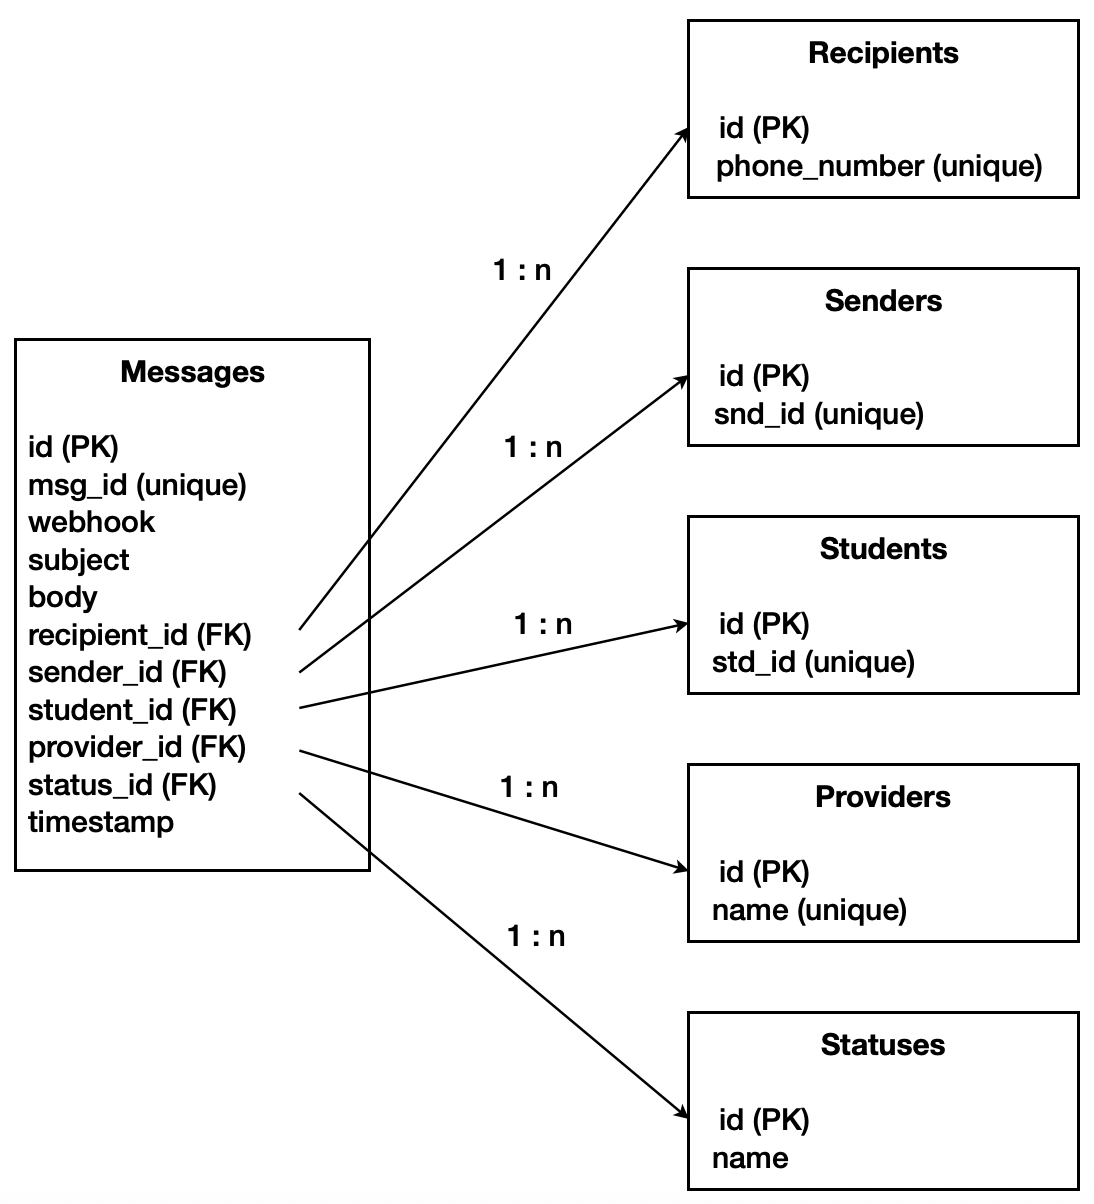 Messages
id (PK)
msg_id (unique)
webhook
subject
body
recipient_id (FK)
sender_id (FK)
student_id (FK)
provider_id (FK)
status_id (FK)
timestamp
1 : n
1 : n
1 : n
1 : n
1 : n
Recipients
id (PK)
phone_number (unique)
Senders
id (PK)
snd_id (unique)
Students
id (PK)
std_id (unique)
Providers
id (PK)
name (unique)
Statuses
id (PK)
name